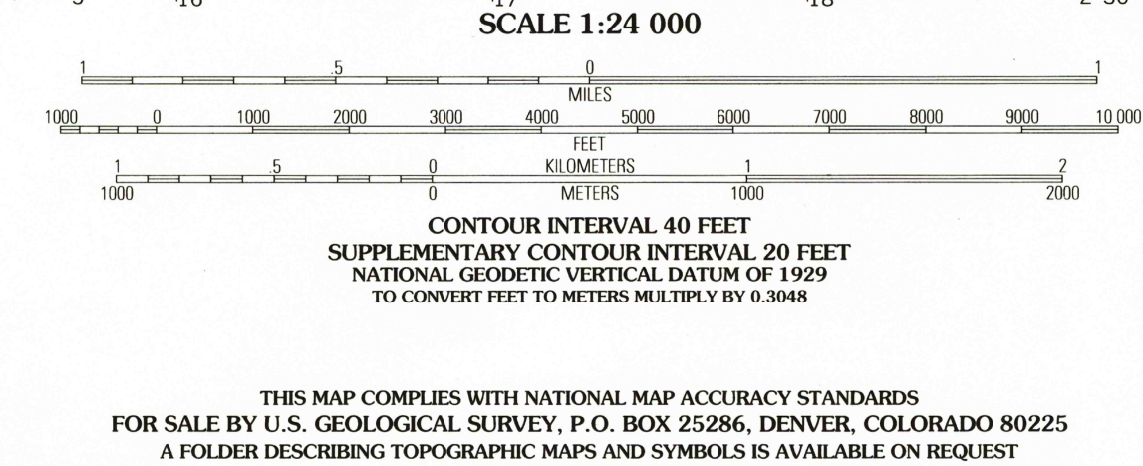 SCALE 1:24 000
1 .5 0 1
MILES
1000 0 1000 2000 3000 4000 5000 6000 7000 8000 9000 10 000
FEET
1 .5 0 KILOMETERS 1 2
1000 0 METERS 1000 2000
CONTOUR INTERVAL 40 FEET
SUPPLEMENTARY CONTOUR INTERVAL 20 FEET
NATIONAL GEODETIC VERTICAL DATUM OF 1929
TO CONVERT FEET TO METERS MULTIPLY BY 0.3048
THIS MAP COMPLIES WITH NATIONAL MAP ACCURACY STANDARDS
FOR SALE BY U.S. GEOLOGICAL SURVEY, P.O. BOX 25286, DENVER, COLORADO 80225
A FOLDER DESCRIBING TOPOGRAPHIC MAPS AND SYMBOLS IS AVAILABLE ON REQUEST